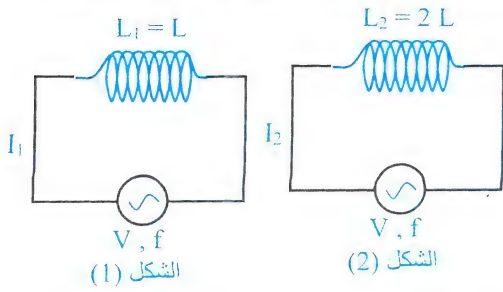 L₁ = L
I₁
V , f
الشكل (1)
L₂ = 2 L
I₂
V , f
الشكل (2)